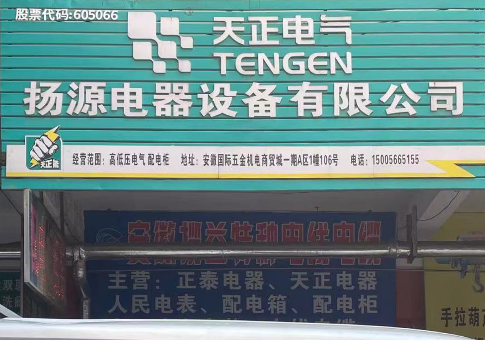 股票代码:605066
天正电气
TENGEN
扬源电器设备有限公司
天正能
经营范围：高低压电气 配电柜 地址：安徽国际五金机电商贸城一期A区1幢106号 电话：15005665155
主营：正泰电器、天正电器
人民电表、配电箱、配电柜
手拉葫